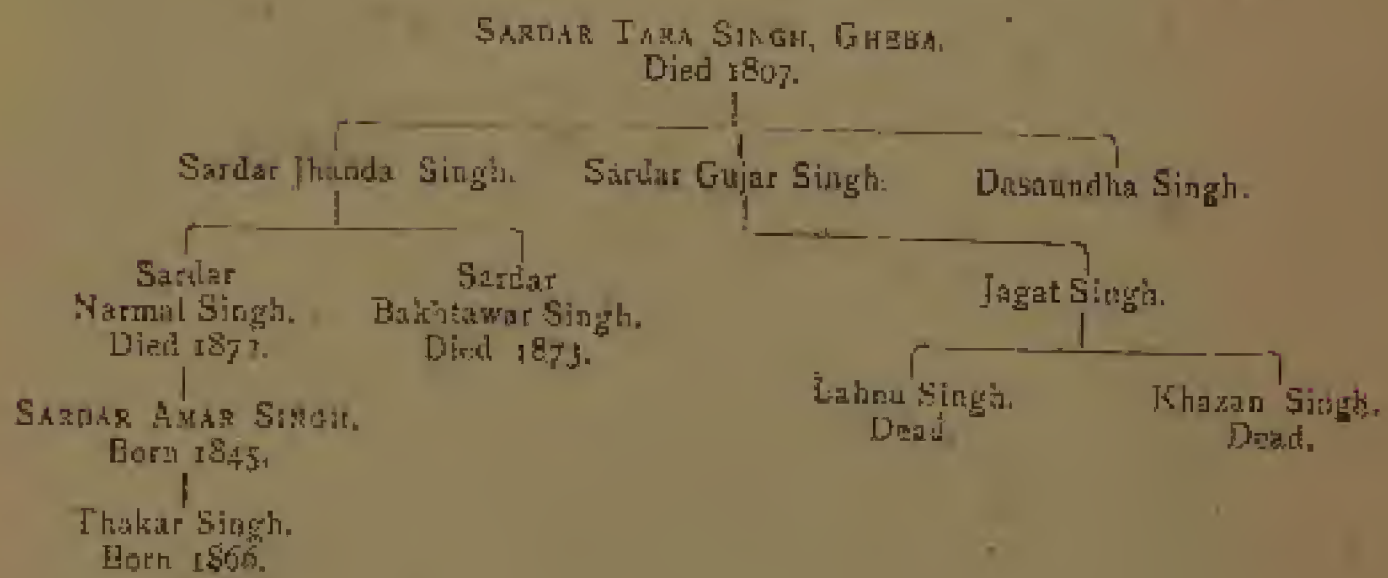 SARDAR TARA SINGH, GHEBA.
Died 1807.
Sardar Jhanda Singh.
Sardar Gujar Singh.
Dasaundha Singh.
Sardar
Narmal Singh.
Died
Sardar
Bakhtawar Singh.
Died 1873.
Jagat Singh.
SARDAR AMAR SINGH.
Born 1845.
Lahnu Singh.
Dead.
Khazan Singh.
Dead.
Thakar Singh.
Born 1866.